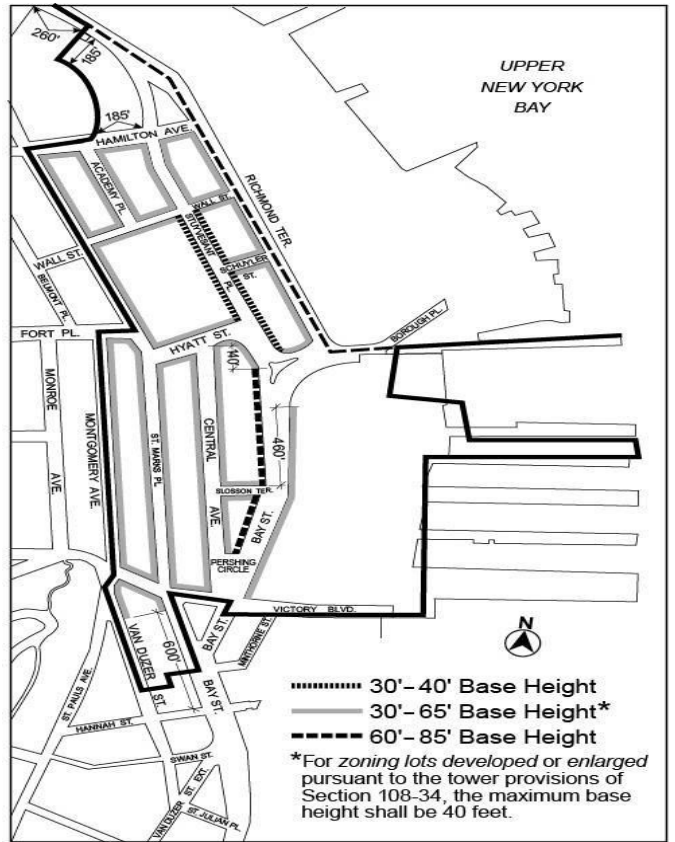 260'
185'
185'
HAMILTON AVE.
UPPER
NEW YORK
BAY
ACADEMY PL.
WALL ST.
RICHMOND TER.
STUYVESANT
PL.
SCHUYLER
ST.
WALL ST.
BELMONT PL.
BOROUGH PL.
FORT PL.
HYATT ST.
140'
MONROE
AVE.
MONTGOMERY AVE.
ST. MARKS PL.
CENTRAL
AVE.
460'
SLOSSON TER.
BAY ST.
PERSHING
CIRCLE
VICTORY BLVD.
N
BAY ST.
MINTHORNE ST.
VAN DUZER
ST.
600'
BAY ST.
ST. PAULS AVE.
HANNAH ST.
SWAN ST.
VAN DUZER ST. EXT.
ST. JULIAN PL.
30'-40' Base Height
30'-65' Base Height*
60'-85' Base Height
*For zoning lots developed or enlarged
pursuant to the tower provisions of
Section 108-34, the maximum base
height shall be 40 feet.